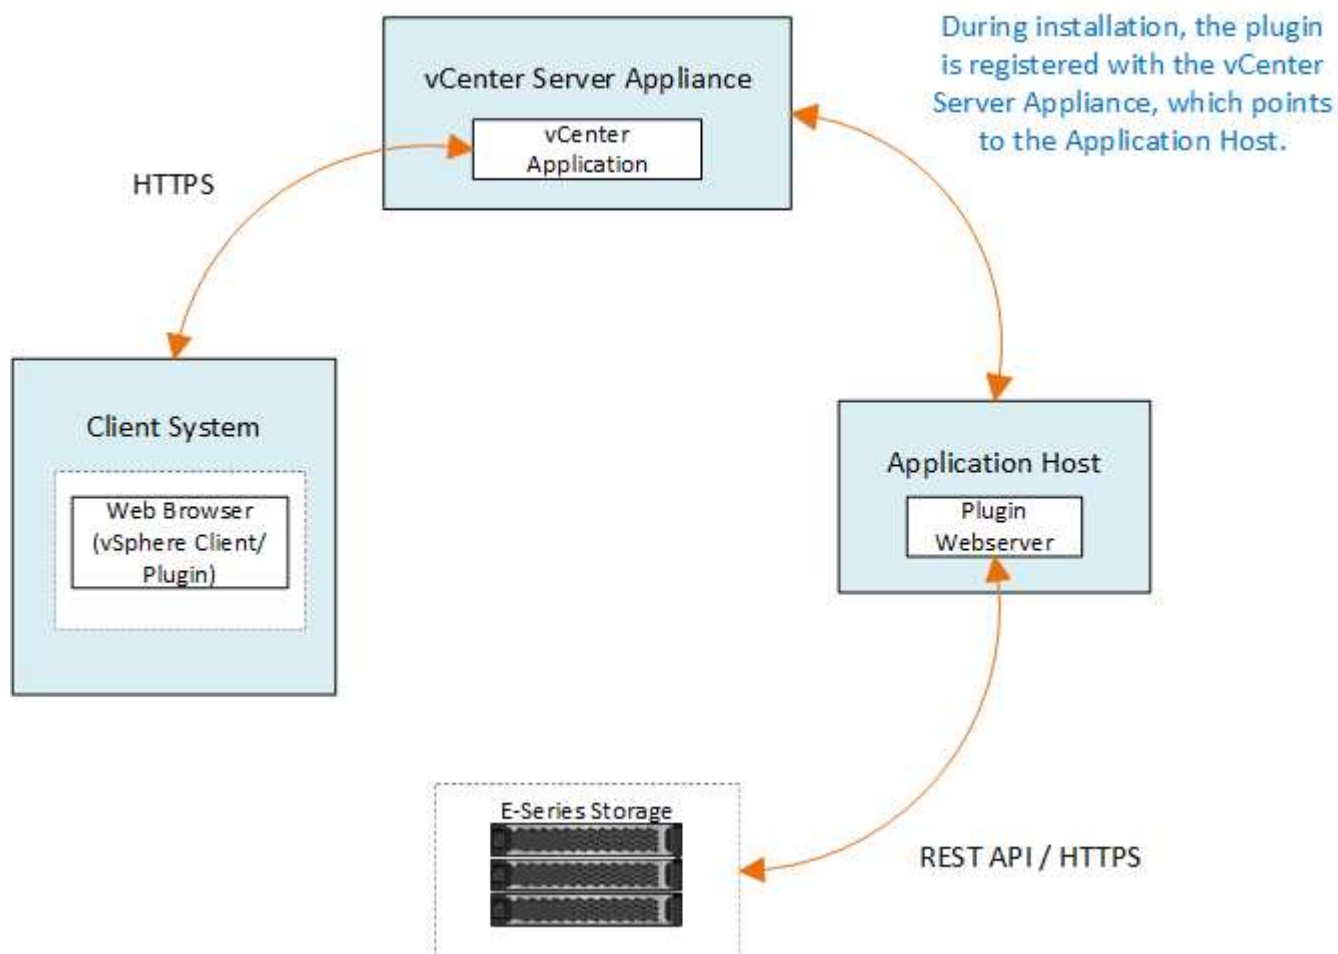 During installation, the plugin
is registered with the vCenter
Server Appliance, which points
to the Application Host.
vCenter Server Appliance
vCenter
Application
HTTPS
Client System
Web Browser
(vSphere Client/
Plugin)
Application Host
Plugin
Webserver
E-Series Storage
REST API / HTTPS